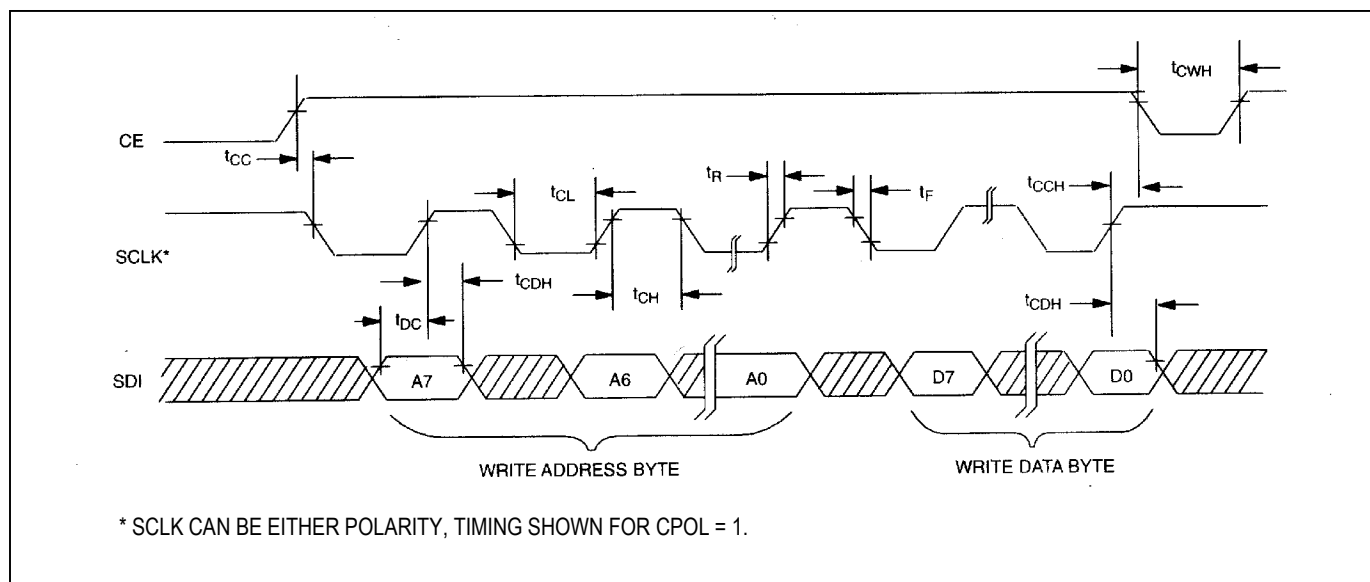 tCWH
CE
tCC
tCL
tR
tF
tCCH
SCLK*
tCDH
tCH
tCDH
tDC
SDI
A7
A6
A0
D7
D0
WRITE ADDRESS BYTE
WRITE DATA BYTE
* SCLK CAN BE EITHER POLARITY, TIMING SHOWN FOR CPOL = 1.